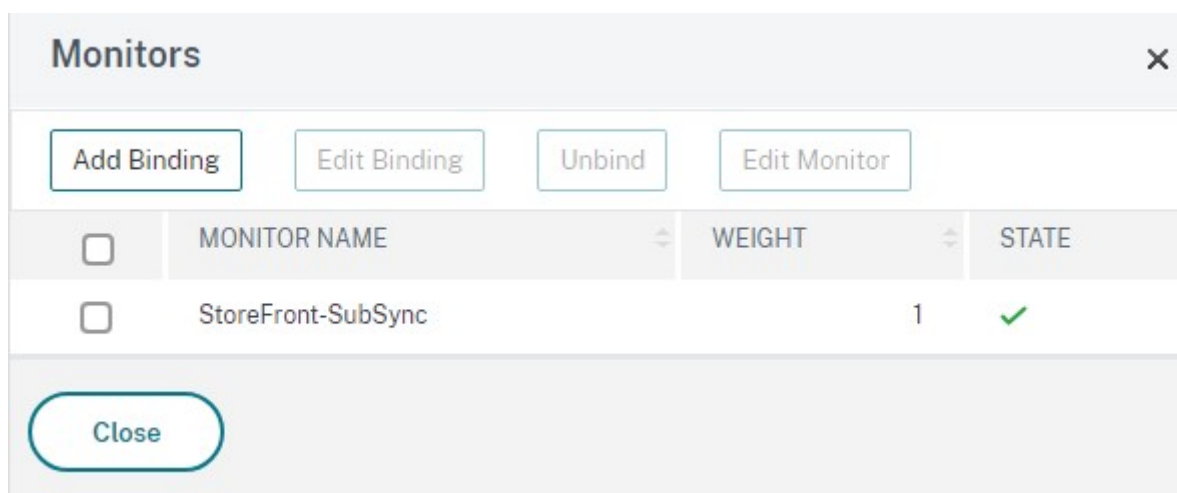 Monitors
Add Binding Edit Binding Unbind Edit Monitor
MONITOR NAME WEIGHT STATE
StoreFront-SubSync 1
Close